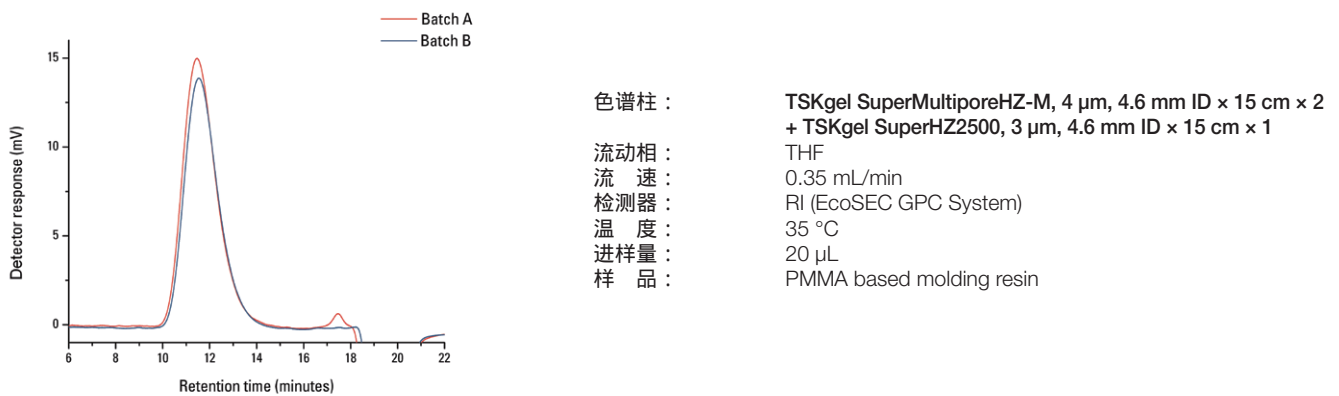 Batch A
Batch B
15
10
5
0
6 8 10 12 14 16 18 20 22
Detector response (mV)
Retention time (minutes)
色谱柱： TSKgel SuperMultiporeHZ-M, 4 µm, 4.6 mm ID × 15 cm × 2
+ TSKgel SuperHZ2500, 3 µm, 4.6 mm ID × 15 cm × 1
流动相： THF
流 速： 0.35 mL/min
检测器： RI (EcoSEC GPC System)
温 度： 35 °C
进样量： 20 µL
样 品： PMMA based molding resin